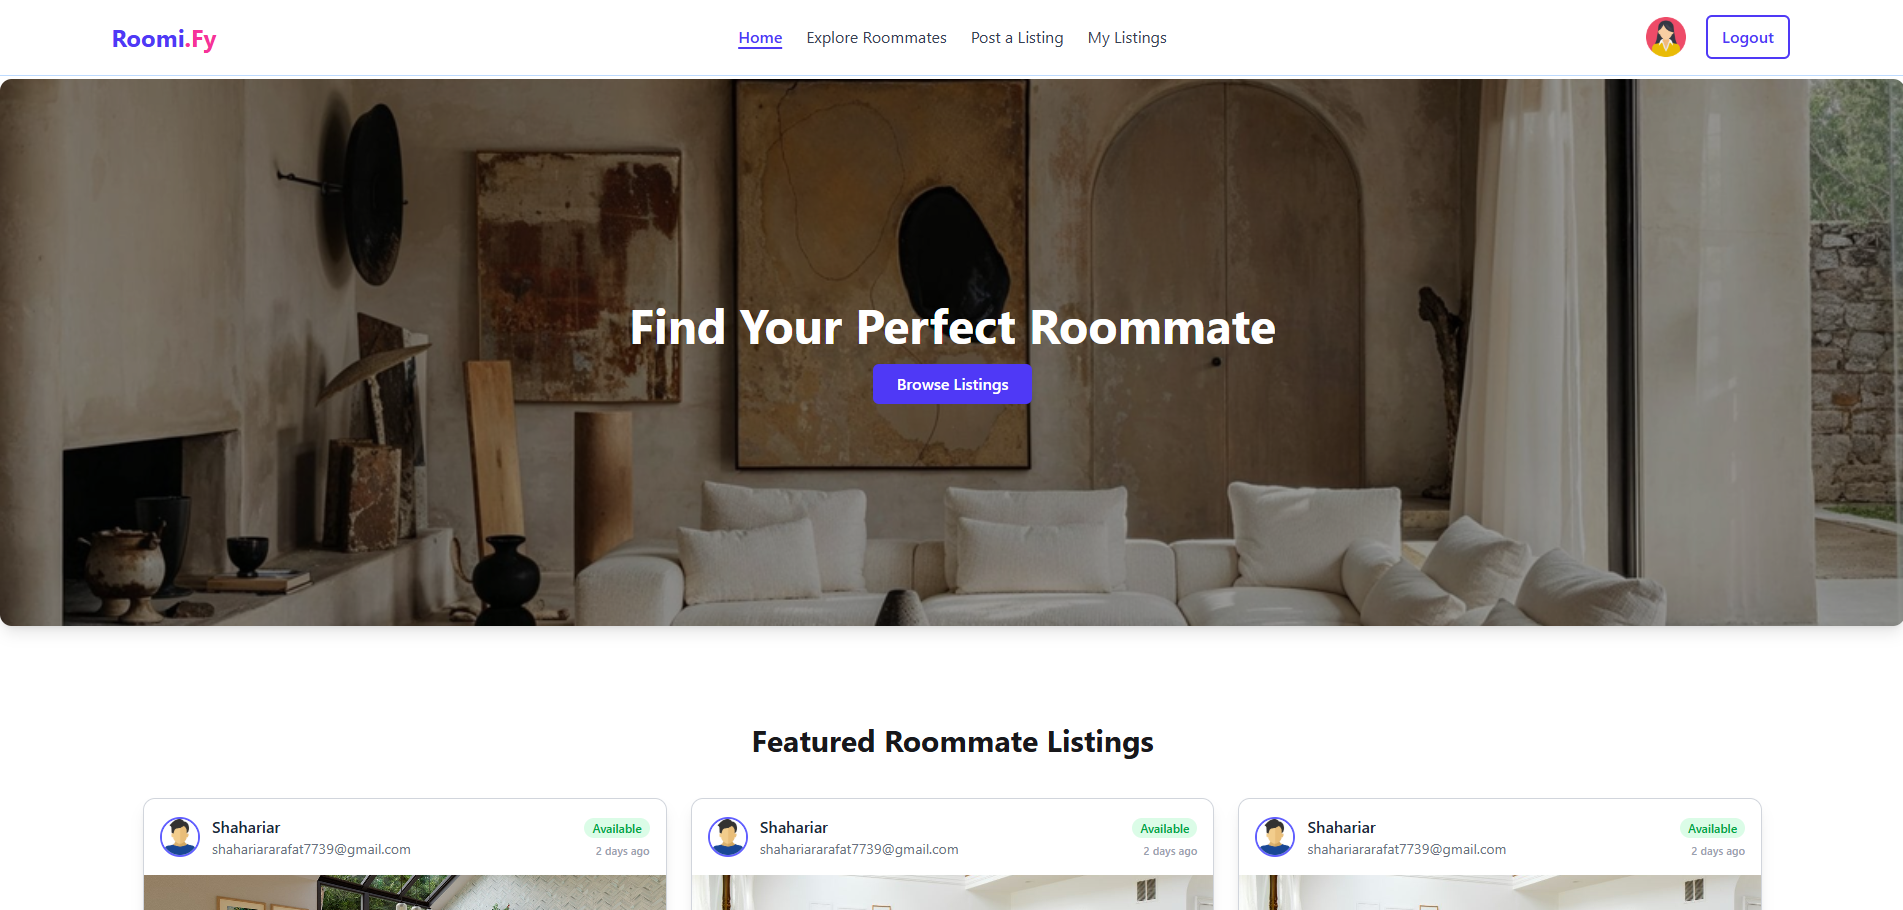 Roomi.Fy
Home Explore Roommates Post a Listing My Listings
Logout
Find Your Perfect Roommate
Browse Listings
Featured Roommate Listings
Shahariar
shahariararafat7739@gmail.com
Available
2 days ago
Shahariar
shahariararafat7739@gmail.com
Available
2 days ago
Shahariar
shahariararafat7739@gmail.com
Available
2 days ago